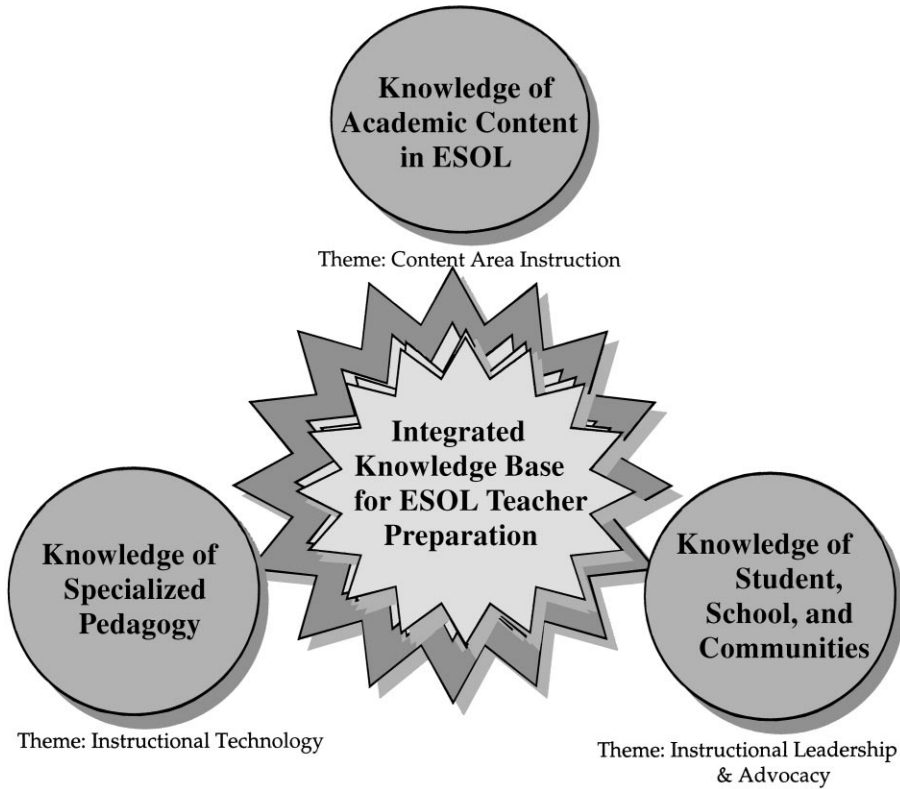 Knowledge of
Academic Content
in ESOL
Theme: Content Area Instruction
Integrated
Knowledge Base
for ESOL Teacher
Preparation
Knowledge of
Specialized
Pedagogy
Theme: Instructional Technology
Knowledge of
Student,
School, and
Communities
Theme: Instructional Leadership
& Advocacy